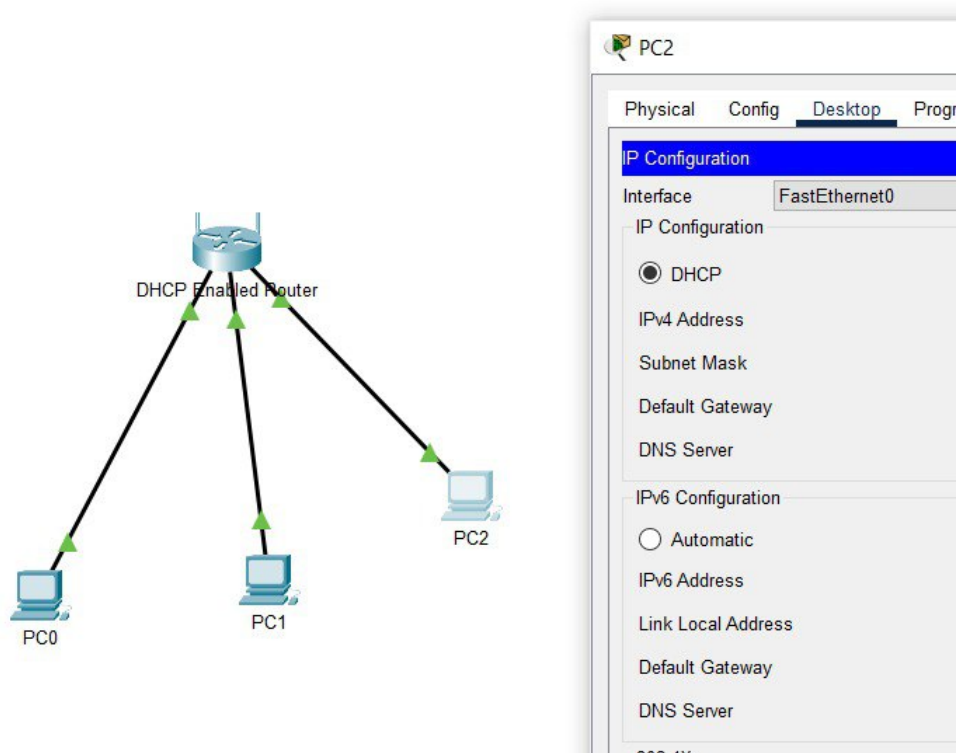 DHCP Enabled Router
PC2
PC1
PC0
PC2
Physical Config Desktop
IP Configuration
Interface FastEthernet0
IP Configuration
DHCP
IPv4 Address
Subnet Mask
Default Gateway
DNS Server
IPv6 Configuration
Automatic
IPv6 Address
Link Local Address
Default Gateway
DNS Server